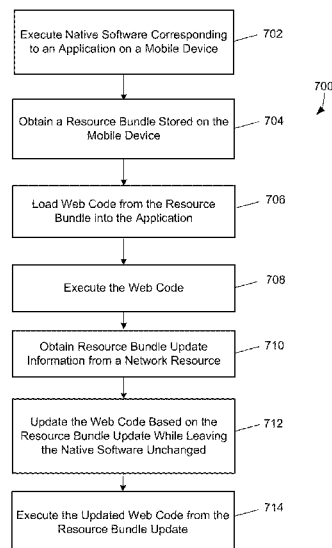 Execute Native Software Corresponding
to an Application on a Mobile Device
702
700
Obtain a Resource Bundle Stored on the
Mobile Device
704
Load Web Code from the Resource
Bundle into the Application
706
Execute the Web Code
708
Obtain Resource Bundle Update
Information from a Network Resource
710
Update the Web Code Based on the
Resource Bundle Update While Leaving
the Native Software Unchanged
712
Execute the Updated Web Code from the
Resource Bundle Update
714